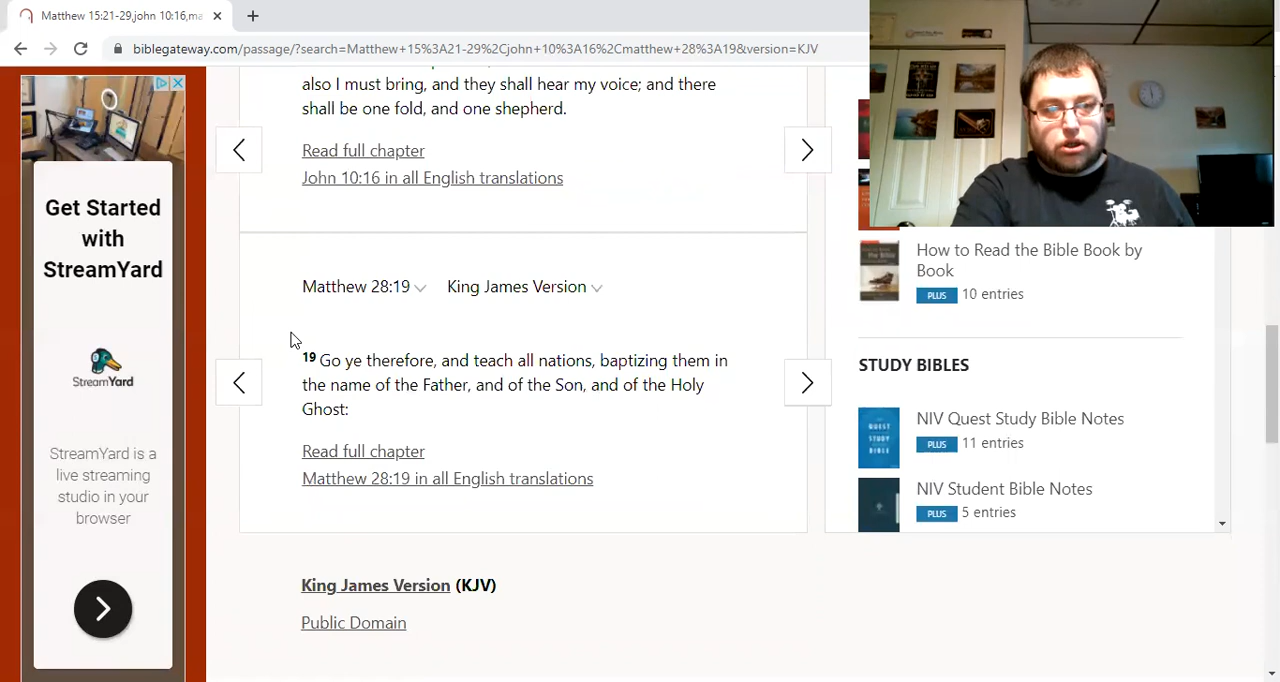 Matthew 15:21-29,john 10:16,ma
biblegateway.com/passage/?search=Matthew+15%3A21-29%2Cjohn+10%3A16%2Cmatthew+28%3A19&version=KJV
also I must bring, and they shall hear my voice; and there
shall be one fold, and one shepherd.
Read full chapter
John 10:16 in all English translations
Matthew 28:19 King James Version
19 Go ye therefore, and teach all nations, baptizing them in
the name of the Father, and of the Son, and of the Holy
Ghost:
Read full chapter
Matthew 28:19 in all English translations
King James Version (KJV)
Public Domain
Get Started
with
StreamYard
StreamYard
StreamYard is a
live streaming
studio in your
browser
How to Read the Bible Book by
Book
PLUS 10 entries
STUDY BIBLES
QUEST
STUDY
BIBLE
NIV Quest Study Bible Notes
PLUS 11 entries
NIV Student Bible Notes
PLUS 5 entries